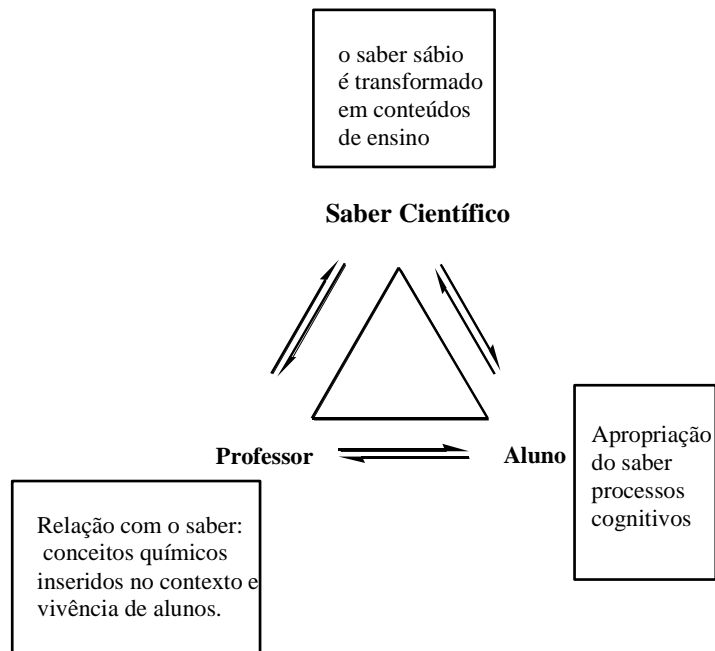 o saber sábio
é transformado
em conteúdos
de ensino
Saber Científico
Professor
Aluno
Apropriação
do saber
processos
cognitivos
Relação com o saber:
conceitos químicos
inseridos no contexto e
vivência de alunos.